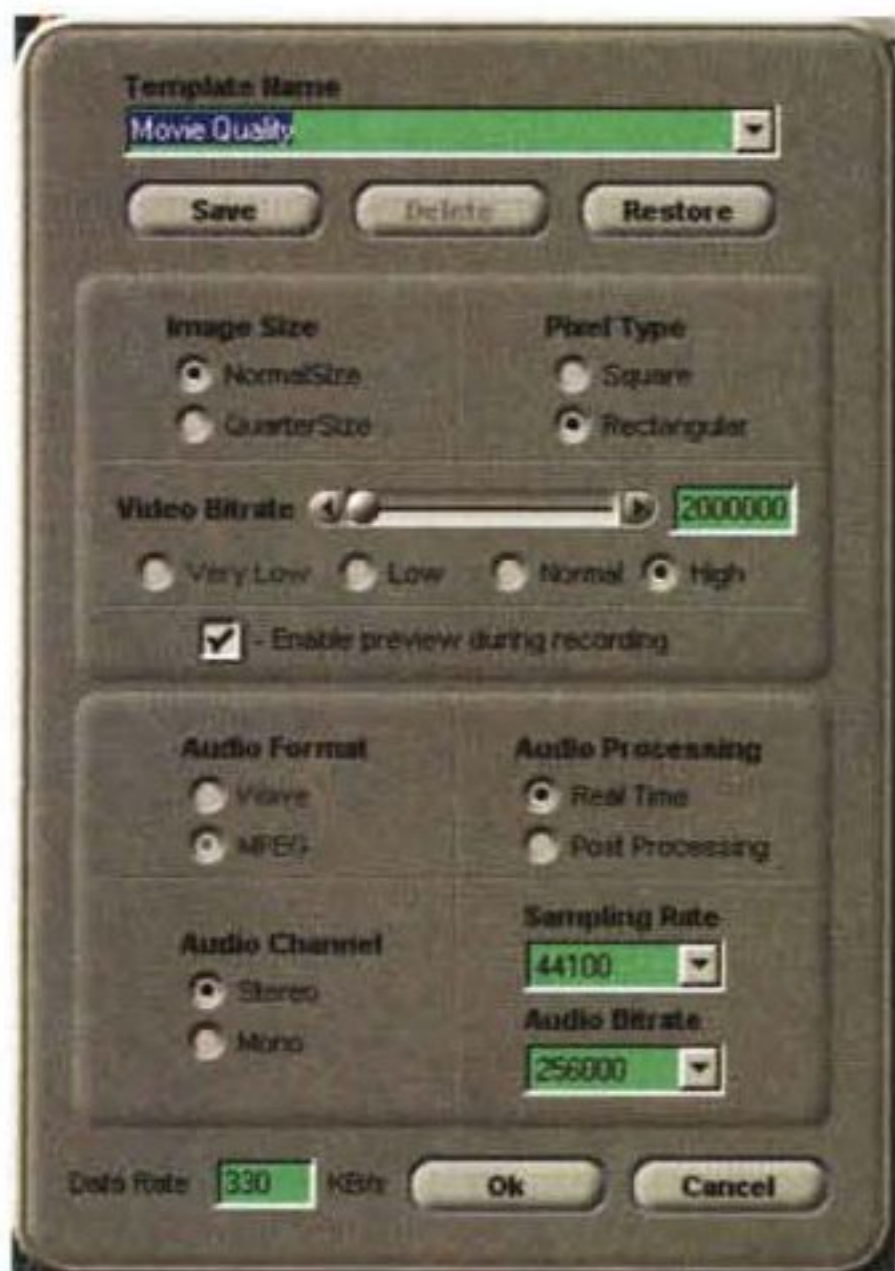 Template Name
Movie Quality
Save Delete Restore
Image Size
NormalSize
QuarterSize
Pixel Type
Square
Rectangular
Video Bitrate 2000000
Very Low Low Normal High
- Enable preview during recording
Audio Format
Wave
MPEG
Audio Processing
Real Time
Post Processing
Audio Channel
Stereo
Mono
Sampling Rate
44100
Audio Bitrate
256000
Data Rate 330 KB/s Ok Cancel